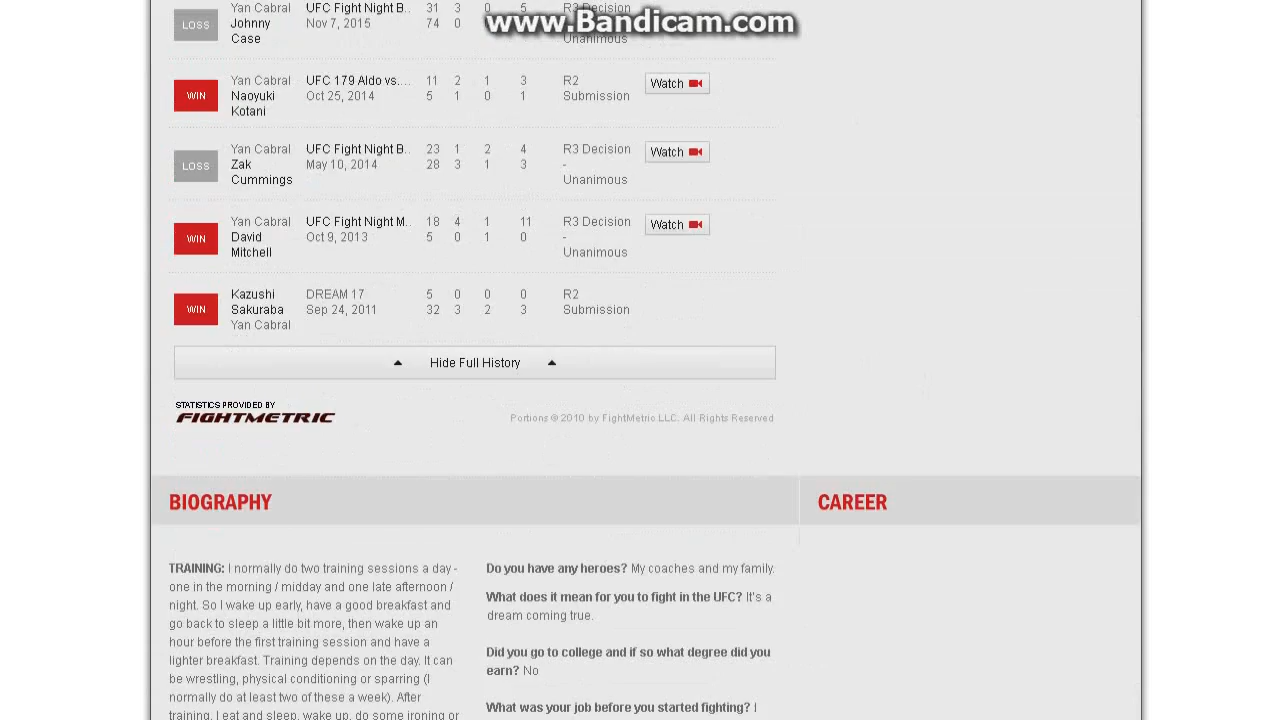 www.Bandicam.com
LOSS Yan Cabral UFC Fight Night B.. 31 3 0 5 R3 Decision
Johnny Nov 7, 2015 74 0
Case Unanimous
WIN Yan Cabral UFC 179 Aldo vs.... 11 2 1 3 R2 Watch
Naoyuki Oct 25, 2014 5 1 0 1 Submission
Kotani
LOSS Yan Cabral UFC Fight Night B.. 23 1 2 4 R3 Decision Watch
Zak May 10, 2014 28 3 1 3 -
Cummings Unanimous
WIN Yan Cabral UFC Fight Night M.. 18 4 1 11 R3 Decision Watch
David Oct 9, 2013 5 0 1 0 -
Mitchell Unanimous
WIN Kazushi DREAM 17 5 0 0 0 R2
Sakuraba Sep 24, 2011 32 3 2 3 Submission
Yan Cabral
Hide Full History
STATISTICS PROVIDED BY
FIGHTMETRIC
Portions © 2010 by FightMetric LLC. All Rights Reserved
BIOGRAPHY
CAREER
TRAINING: I normally do two training sessions a day -
one in the morning / midday and one late afternoon /
night. So I wake up early, have a good breakfast and
go back to sleep a little bit more, then wake up an
hour before the first training session and have a
lighter breakfast. Training depends on the day. It can
be wrestling, physical conditioning or sparring (I
normally do at least two of these a week). After
training, I eat and sleep, wake up, do some ironing or
Do you have any heroes? My coaches and my family.
What does it mean for you to fight in the UFC? It's a
dream coming true.
Did you go to college and if so what degree did you
earn? No
What was your job before you started fighting? I